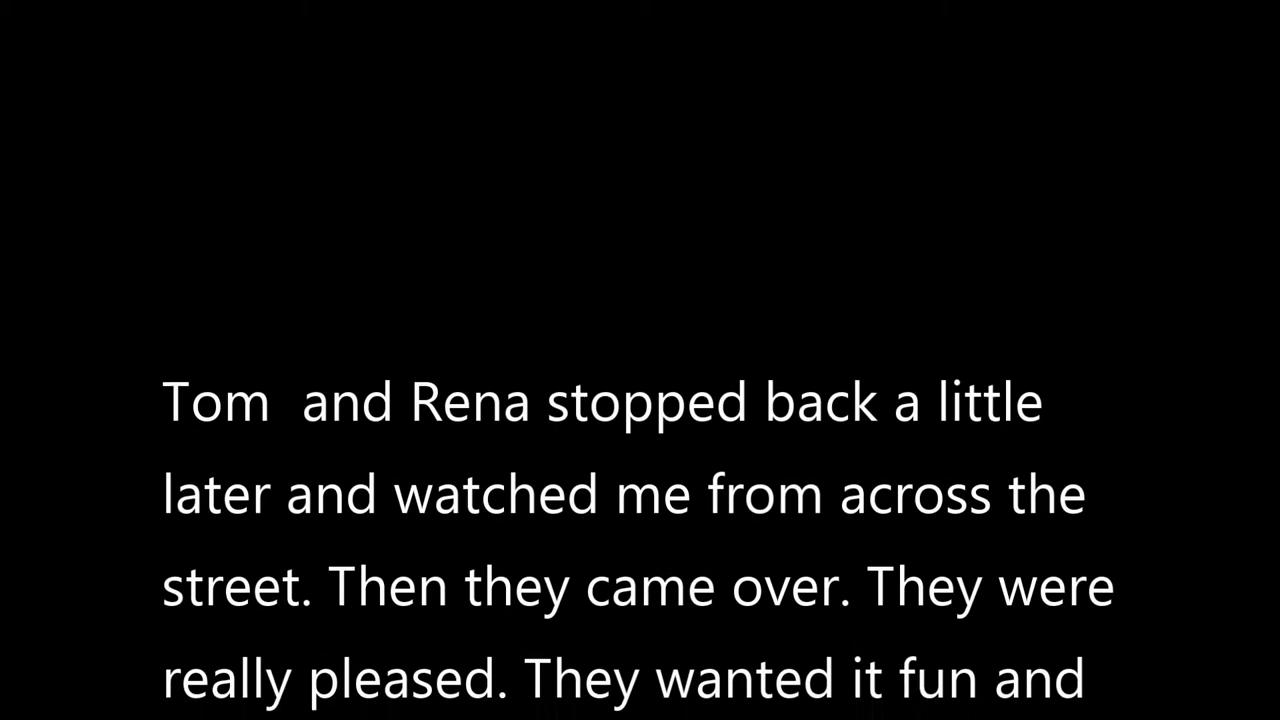 Tom  and Rena stopped back a little
later and watched me from across the
street. Then they came over. They were
really pleased. They wanted it fun and